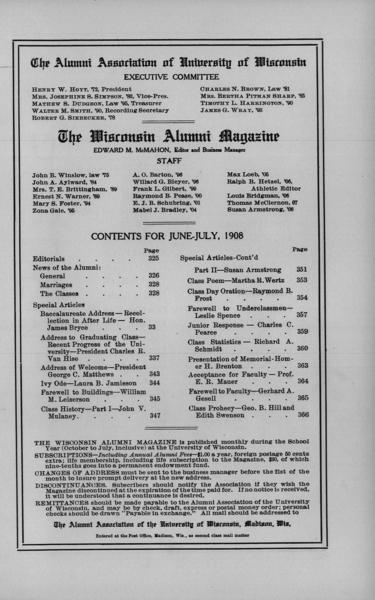 The Alumni Association of University of Wisconsin
EXECUTIVE COMMITTEE
HENRY W. HOYT, '72, President
MRS. JOSEPHINE S. SIMPSON, '83, Vice-Pres.
MATHEW S. DUDGEON, Law '95, Treasurer
WALTER M. SMITH, '90, Recording Secretary
ROBERT G. SIEBECKER, '78
CHARLES N. BROWN, Law '81
MRS. BERTHA PITMAN SHARP, '85
TIMOTHY L. HARRINGTON, '90
JAMES G. WRAY, '93
The Wisconsin Alumni Magazine
EDWARD M. McMAHON, Editor and Business Manager
STAFF
John B. Winslow, law '75
John A. Aylward, '84
Mrs. T. E. Brittingham, '89
Ernest N. Warner, '89
Mary S. Foster, '94
Zona Gale, '95
A. O. Barton, '96
Willard G. Bleyer, '96
Frank L. Gilbert, '99
Raymond B. Pease, '00
E. J. B. Schubring, '01
Mabel J. Bradley, '04
Max Loeb, '05
Ralph B. Hetzel, '06,
Athletic Editor
Louis Bridgman, '06
Thomas McClernon, 07
Susan Armstrong, '08
CONTENTS FOR JUNE-JULY, 1908
Page
Editorials . . . . 325
News of the Alumni:
General . . . . 326
Marriages . . . . 328
The Classes . . . . 328
Special Articles
Baccalaureate Address—Recol-
lection in After Life — Hon.
James Bryce . . . 33
Address to Graduating Class—
Recent Progress of the Uni-
versity—President Charles R.
Van Hise . . . . 337
Address of Welcome—President
George C. Matthews . . . 343
Ivy Ode—Laura B. Jamieson 344
Farewell to Buildings—William
M. Leiserson . . . 345
Class History—Part I—John V.
Mulaney. . . . 347
Page
Special Articles-Cont'd
Part II—Susan Armstrong 351
Class Poem—Martha R. Wertz 353
Class Day Oration—Raymond B.
Frost . . . . 354
Farewell to Underclassmen—
Leslie Spence . . . 357
Junior Response — Charles C.
Pearce . . . . 359
Class Statistics — Richard A.
Schmidt . . . . 360
Presentation of Memorial-Hom-
er H. Brenton . . . 363
Acceptance for Faculty — Prof.
E. R. Mauer . . . 364
Farewell to Faculty—Gerhard A.
Gesell . . . . 365
Class Prohecy—Geo. B. Hill and
Edith Swenson . . . 366
THE WISCONSIN ALUMNI MAGAZINE is published monthly during the School
Year (October to July, inclusive) at the University of Wisconsin.
SUBSCRIPTIONS—Including Annual Alumni Fees—$1.00 a year, foreign postage 50 cents
extra; life membership, including life subscription to the Magazine, $30, of which
nine-tenths goes into a permanent endowment fund.
CHANGES OF ADDRESS must be sent to the business manager before the first of the
month to insure prompt delivery at the new address.
DISCONTINUANCES. Subscribers should notify the Association if they wish the
Magazine discontinued at the expiration of the time paid for. If no notice is received,
it will be understood that a continuance is desired.
REMITTANCES should be made payable to the Alumni Association of the University
of Wisconsin, and may be by check, draft, express or postal money order; personal
checks should be drawn "Payable in exchange." All mail should be addressed to
The Alumni Association of the University of Wisconsin, Madison, Wis.
Entered at the Post Office, Madison, Wis., as second class mail matter